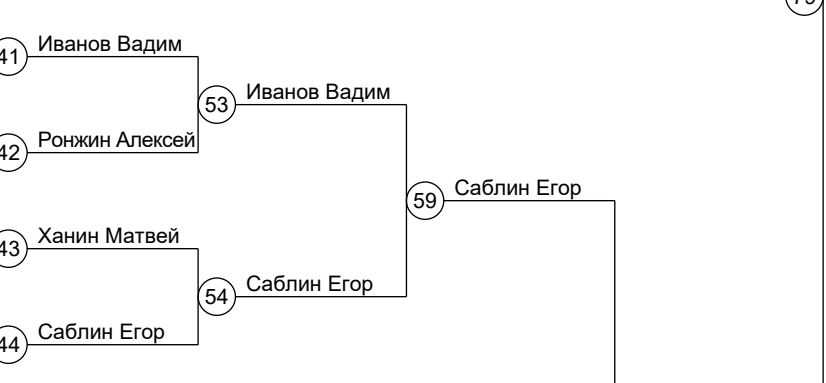 41 Иванов Вадим
53 Иванов Вадим
42 Ронжин Алексей
59 Саблин Егор
43 Ханин Матвей
54 Саблин Егор
44 Саблин Егор